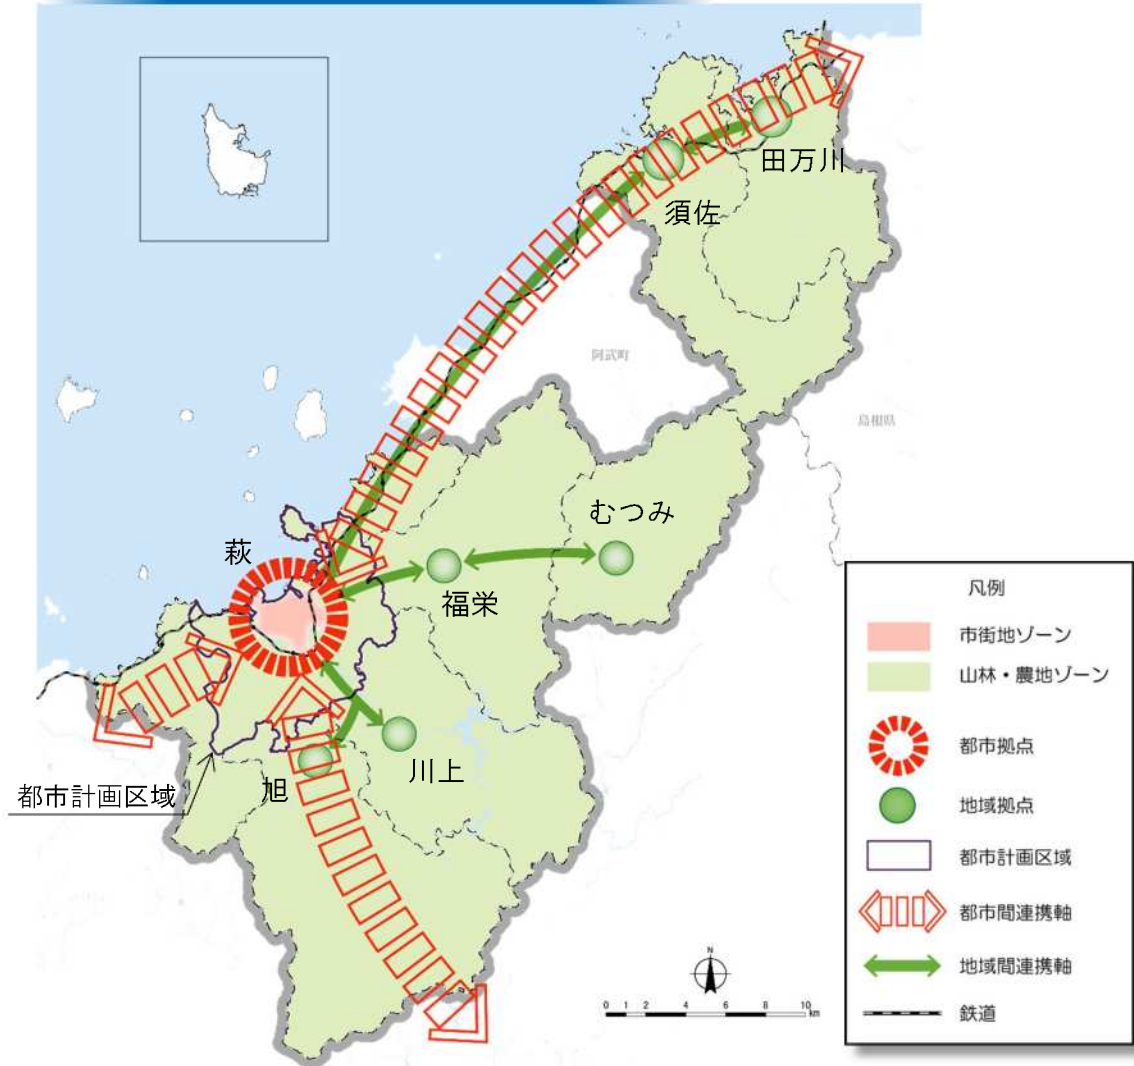 田万川
須佐
阿武町
島根県
むつみ
萩
福栄
川上
旭
都市計画区域
凡例
市街地ゾーン
山林・農地ゾーン
都市拠点
地域拠点
都市計画区域
都市間連携軸
地域間連携軸
鉄道
N
0 1 2 4 6 8 10
km